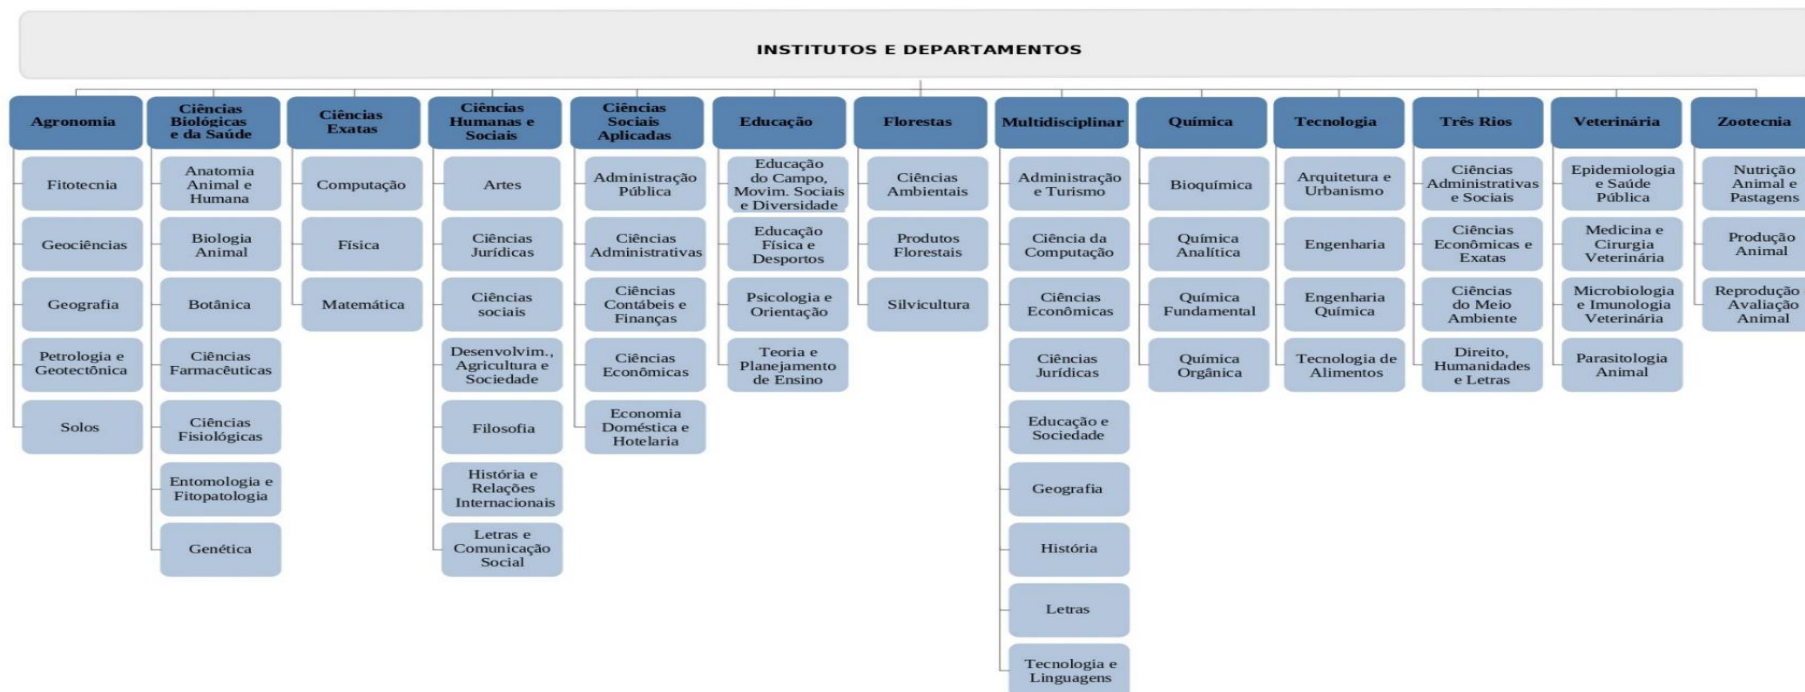 INSTITUTOS E DEPARTAMENTOS
Agronomia
Fitotecnia
Geociências
Geografia
Petrologia e
Geotectônica
Solos
Ciências
Biológicas
e da Saúde
Anatomia
Animal e
Humana
Biologia
Animal
Botânica
Ciências
Farmacêuticas
Ciências
Fisiológicas
Entomologia e
Fitopatologia
Genética
Ciências
Exatas
Computação
Física
Matemática
Ciências
Humanas e
Sociais
Artes
Ciências
Jurídicas
Ciências
sociais
Desenvolvim.,
Agricultura e
Sociedade
Filosofia
História e
Relações
Internacionais
Letras e
Comunicação
Social
Ciências
Sociais
Aplicadas
Administração
Pública
Ciências
Administrativas
Ciências
Contábeis e
Finanças
Ciências
Econômicas
Economia
Doméstica e
Hotelaria
Educação
Educação
do Campo,
Movim. Sociais
e Diversidade
Educação
Física e
Desportos
Psicologia e
Orientação
Teoria e
Planejamento
de Ensino
Florestas
Ciências
Ambientais
Produtos
Florestais
Silvicultura
Multidisciplinar
Administração
e Turismo
Ciência da
Computação
Ciências
Econômicas
Ciências
Jurídicas
Educação e
Sociedade
Geografia
História
Letras
Tecnologia e
Linguagens
Química
Bioquímica
Química
Analítica
Química
Fundamental
Química
Orgânica
Tecnologia
Arquitetura e
Urbanismo
Engenharia
Engenharia
Química
Tecnologia de
Alimentos
Três Rios
Ciências
Administrativas
e Sociais
Ciências
Econômicas e
Exatas
Ciências
do Meio
Ambiente
Direito,
Humanidades
e Letras
Veterinária
Epidemiologia
e Saúde
Pública
Medicina e
Cirurgia
Veterinária
Microbiologia
e Imunologia
Veterinária
Parasitologia
Animal
Zootecnia
Nutrição
Animal e
Pastagens
Produção
Animal
Reprodução
Avaliação
Animal